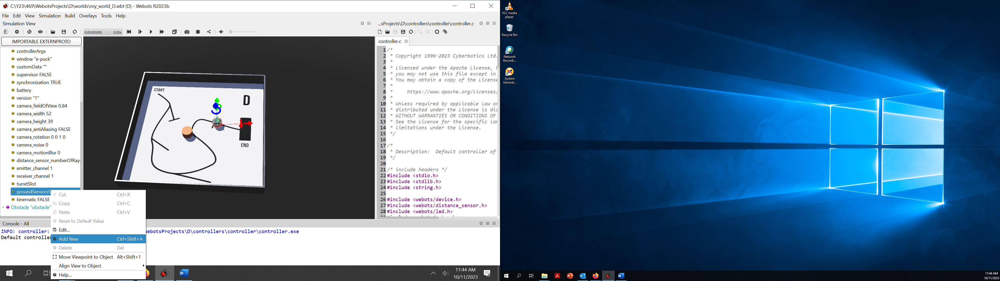 C:\Y23\469\WebotsProjects\D\worlds\my_world_D.wbt (D) - Webots R2023b
File Edit View Simulation Build Overlays Tools Help
Simulation View
0:00:00:000 - 0.00x
IMPORTABLE EXTERNPROTO
controllerArgs
window "e-puck"
customData ""
supervisor FALSE
synchronization TRUE
battery
version "1"
camera_fieldOfView 0.84
camera_width 52
camera_height 39
camera_antiAliasing FALSE
camera_rotation 0 0 1 0
camera_noise 0
camera_motionBlur 0
distance_sensor_numberOfRays
emitter_channel 1
receiver_channel 1
turretSlot
groundSensorsS
kinematic FALSE
Obstacle "obstacle"
Cut Ctrl+X
Copy Ctrl+C
Paste Ctrl+V
Reset to Default Value
Edit...
Add New Ctrl+Shift+A
Delete Del
Move Viewpoint to Object Alt+Shift+1
Align View to Object
Help...
START
D
END
...sProjects\D\controllers\controller\controller.c
controller.c
1 /*
2 * Copyright 1996-2023 Cyberbotics Ltd.
3 *
4 * Licensed under the Apache License, V
5 * you may not use this file except in
6 * You may obtain a copy of the License
7 *
8 * https://www.apache.org/licenses/
9 *
10 * Unless required by applicable law or
11 * distributed under the License is dis
12 * WITHOUT WARRANTIES OR CONDITIONS OF
13 * See the License for the specific lan
14 * limitations under the License.
15 */
16
17 /*
18 * Description: Default controller of
19 */
20
21 /* include headers */
22 #include <stdio.h>
23 #include <stdlib.h>
24 #include <string.h>
25
26 #include <webots/device.h>
27 #include <webots/distance_sensor.h>
28 #include <webots/led.h>
Console - All
INFO: controller: WebotsProjects\D\controllers\controller\controller.exe
Default controller
11:44 AM
10/11/2023
VLC media
player
Recycle Bin
Network
Recordi...
System
Generat...
11:44 AM
10/11/2023